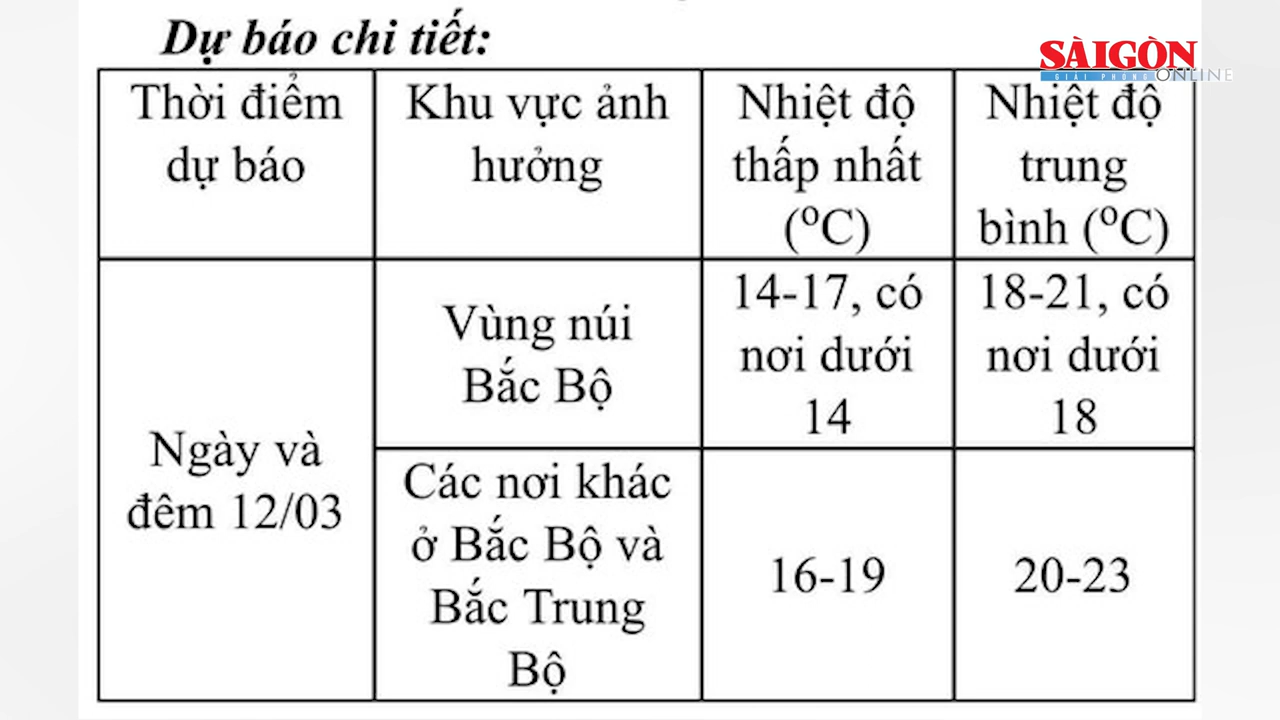 Dự báo chi tiết:
SÀIGÒN
GIẢI PHÓNG ONLINE
Thời điểm
dự báo
Khu vực ảnh
hưởng
Nhiệt độ
thấp nhất
(ºC)
Nhiệt độ
trung
bình (ºC)
Ngày và
đêm 12/03
Vùng núi
Bắc Bộ
14-17, có
nơi dưới
14
18-21, có
nơi dưới
18
Các nơi khác
ở Bắc Bộ và
Bắc Trung
Bộ
16-19
20-23